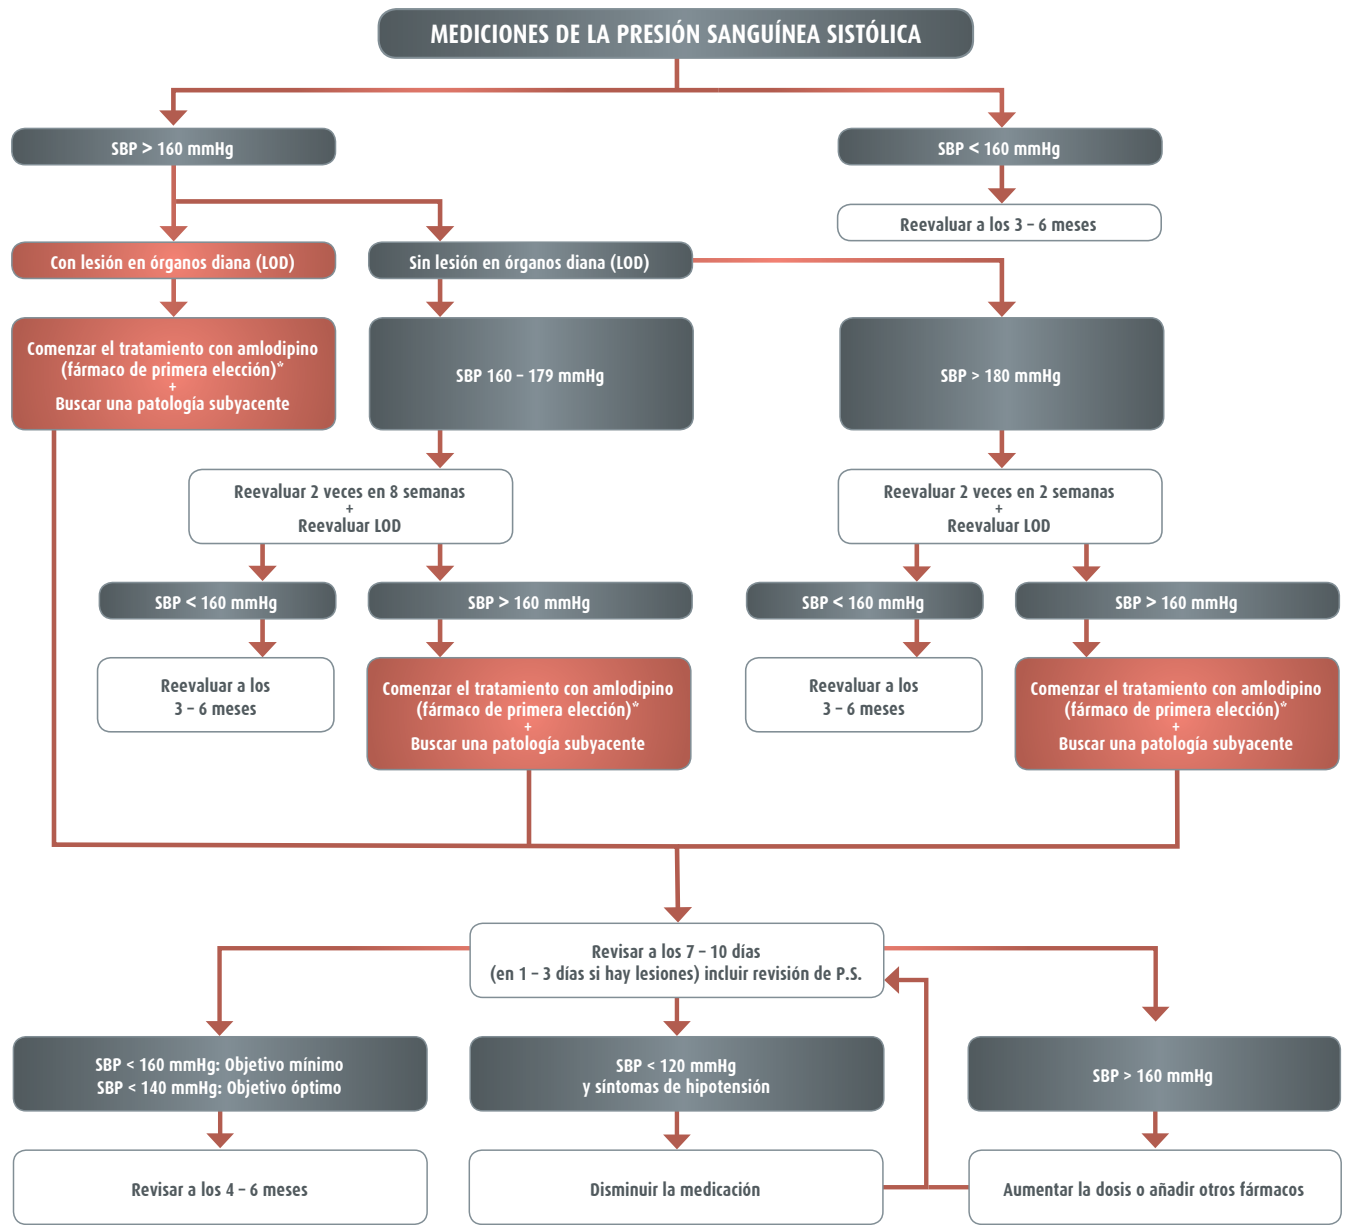 MEDICIONES DE LA PRESIÓN SANGUÍNEA SISTÓLICA
SBP > 160 mmHg
SBP < 160 mmHg
Reevaluar a los 3 – 6 meses
Con lesión en órganos diana (LOD)
Sin lesión en órganos diana (LOD)
Comenzar el tratamiento con amlodipino
(fármaco de primera elección)*
+
Buscar una patología subyacente
SBP 160 – 179 mmHg
SBP > 180 mmHg
Reevaluar 2 veces en 8 semanas
+
Reevaluar LOD
Reevaluar 2 veces en 2 semanas
+
Reevaluar LOD
SBP < 160 mmHg
SBP > 160 mmHg
SBP < 160 mmHg
SBP > 160 mmHg
Reevaluar a los
3 – 6 meses
Comenzar el tratamiento con amlodipino
(fármaco de primera elección)*
+
Buscar una patología subyacente
Reevaluar a los
3 – 6 meses
Comenzar el tratamiento con amlodipino
(fármaco de primera elección)*
+
Buscar una patología subyacente
Revisar a los 7 – 10 días
(en 1 – 3 días si hay lesiones) incluir revisión de P.S.
SBP < 160 mmHg: Objetivo mínimo
SBP < 140 mmHg: Objetivo óptimo
SBP < 120 mmHg
y síntomas de hipotensión
SBP > 160 mmHg
Revisar a los 4 – 6 meses
Disminuir la medicación
Aumentar la dosis o añadir otros fármacos